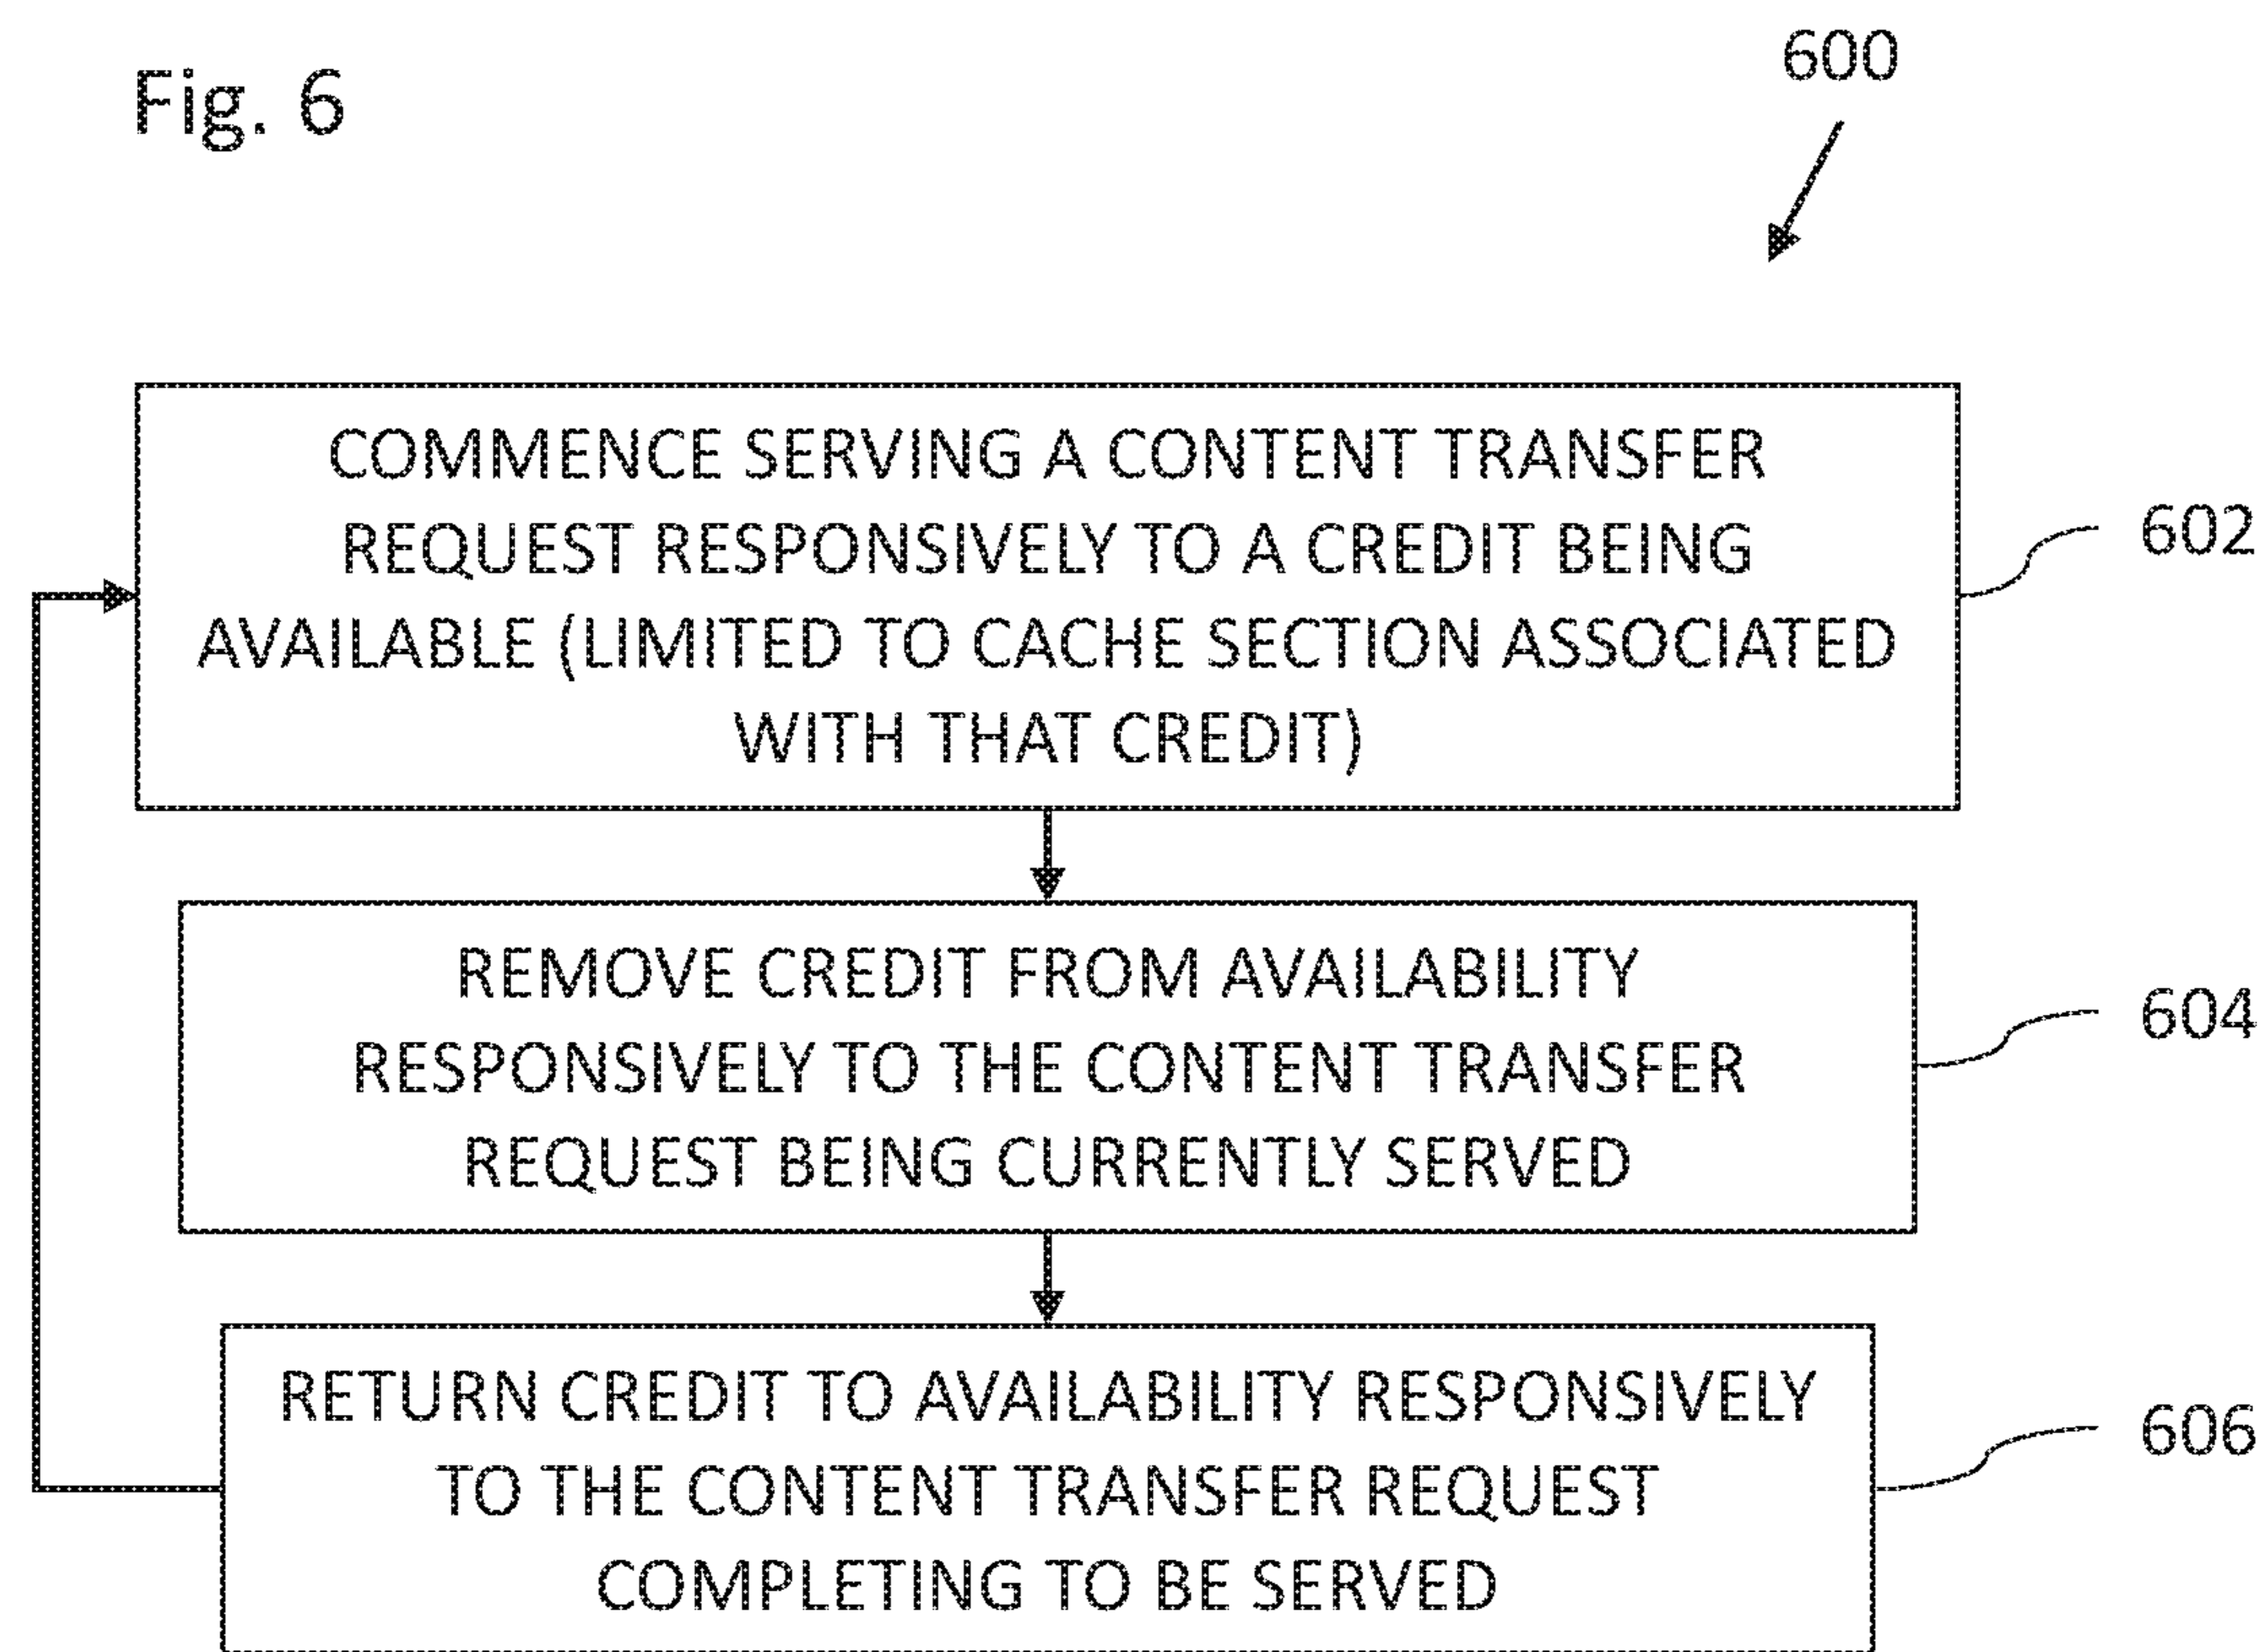 Fig. 6
600
COMMENCE SERVING A CONTENT TRANSFER
REQUEST RESPONSIVELY TO A CREDIT BEING
AVAILABLE (LIMITED TO CACHE SECTION ASSOCIATED
WITH THAT CREDIT)
602
REMOVE CREDIT FROM AVAILABILITY
RESPONSIVELY TO THE CONTENT TRANSFER
REQUEST BEING CURRENTLY SERVED
604
RETURN CREDIT TO AVAILABILITY RESPONSIVELY
TO THE CONTENT TRANSFER REQUEST
COMPLETING TO BE SERVED
606